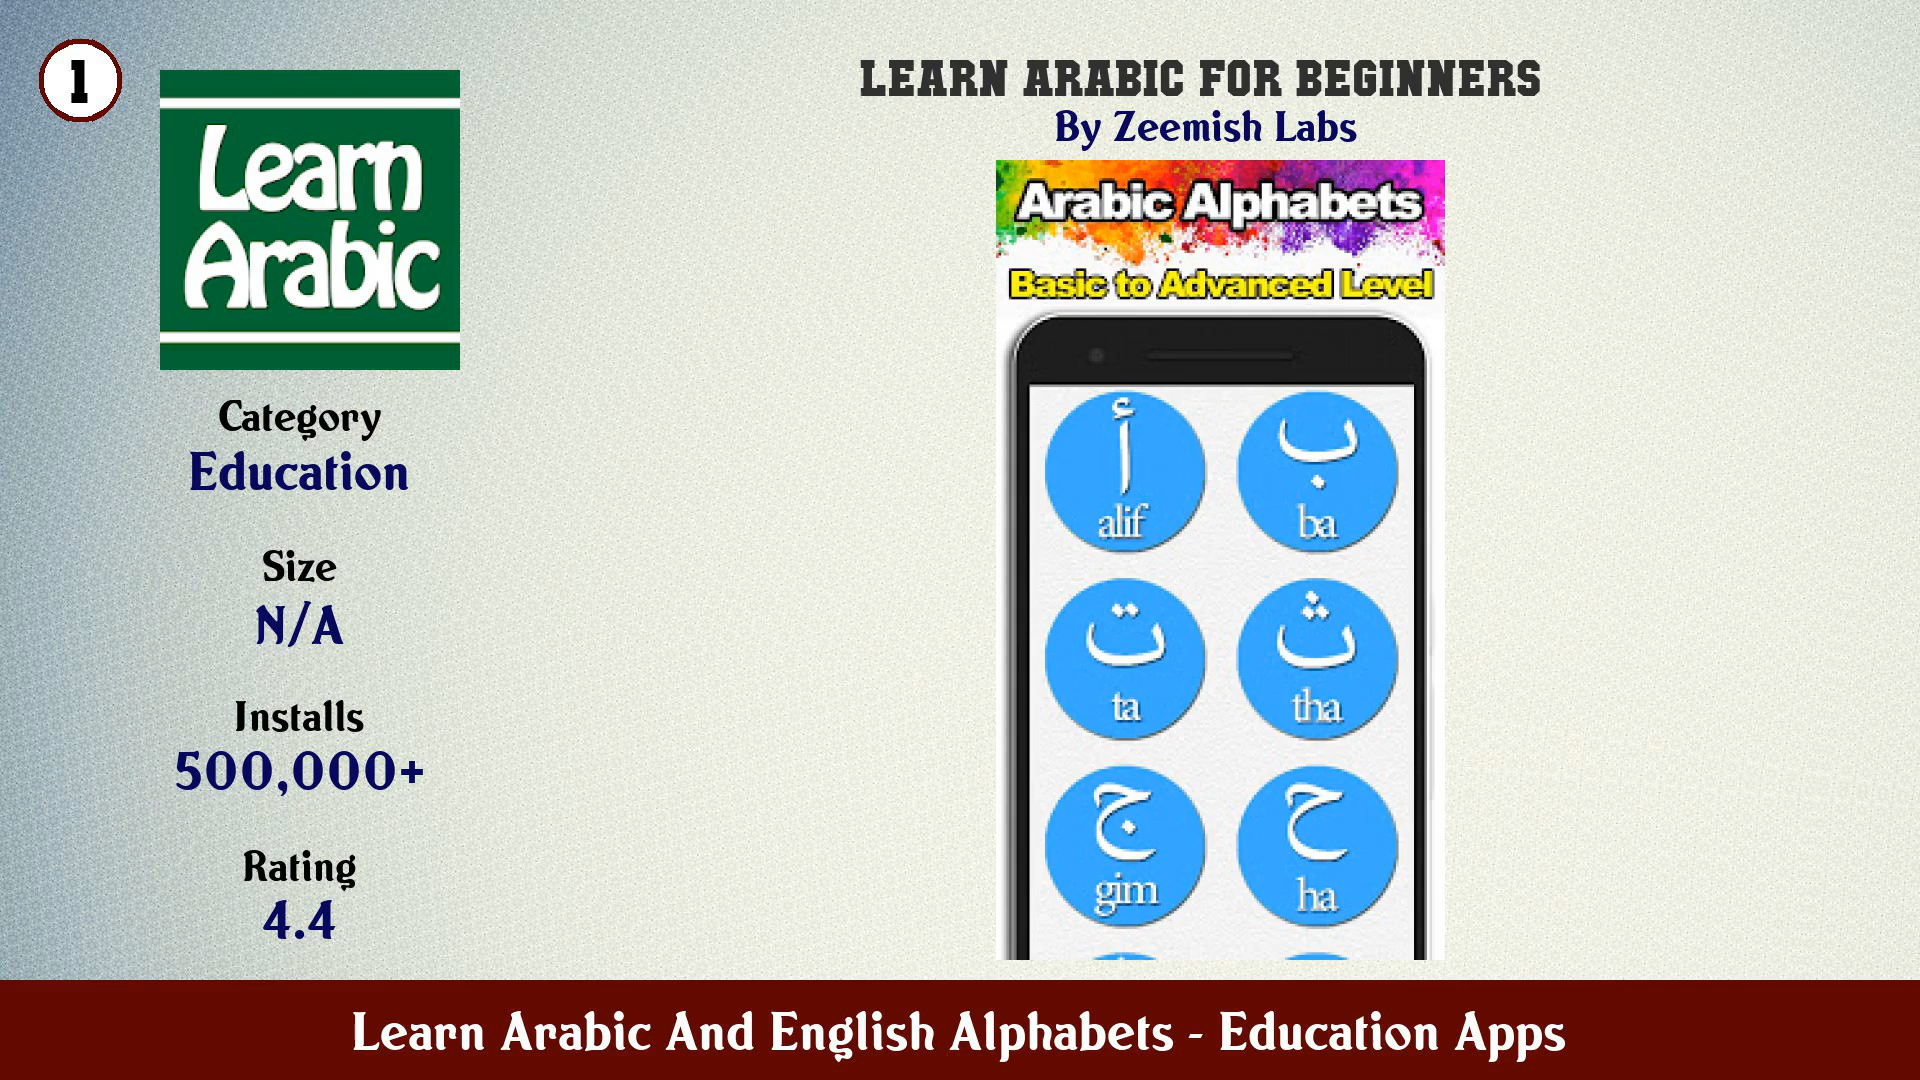 1
Learn
Arabic
Category
Education
Size
N/A
Installs
500,000+
Rating
4.4
LEARN ARABIC FOR BEGINNERS
By Zeemish Labs
Arabic Alphabets
Basic to Advanced Level
أ ب
alif ba
ت ث
ta tha
ج ح
gim ha
Learn Arabic And English Alphabets - Education Apps